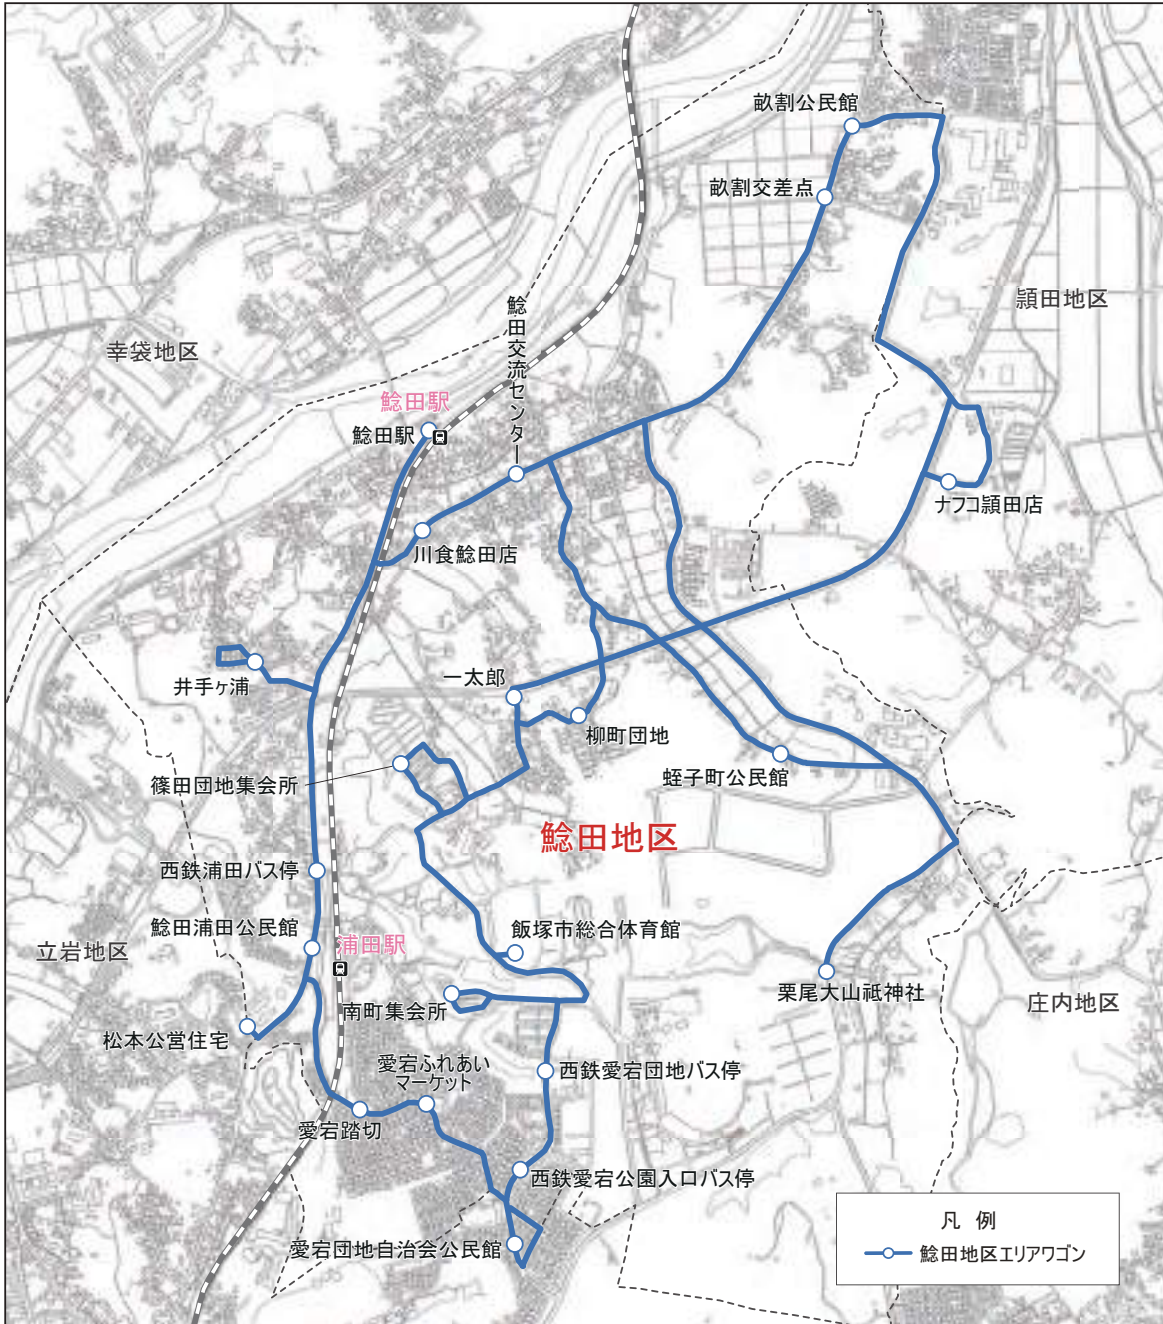 畝割公民館
畝割交差点
頴田地区
鯰田交流センター
幸袋地区
鯰田駅
鯰田駅
ナフコ頴田店
川食鯰田店
井手ヶ浦
一太郎
柳町団地
蛭子町公民館
篠田団地集会所
鯰田地区
西鉄浦田バス停
鯰田浦田公民館
浦田駅
飯塚市総合体育館
立岩地区
栗尾大山祇神社
庄内地区
南町集会所
松本公営住宅
愛宕ふれあい
マーケット
西鉄愛宕団地バス停
愛宕踏切
西鉄愛宕公園入口バス停
愛宕団地自治会公民館
凡 例
鯰田地区エリアワゴン